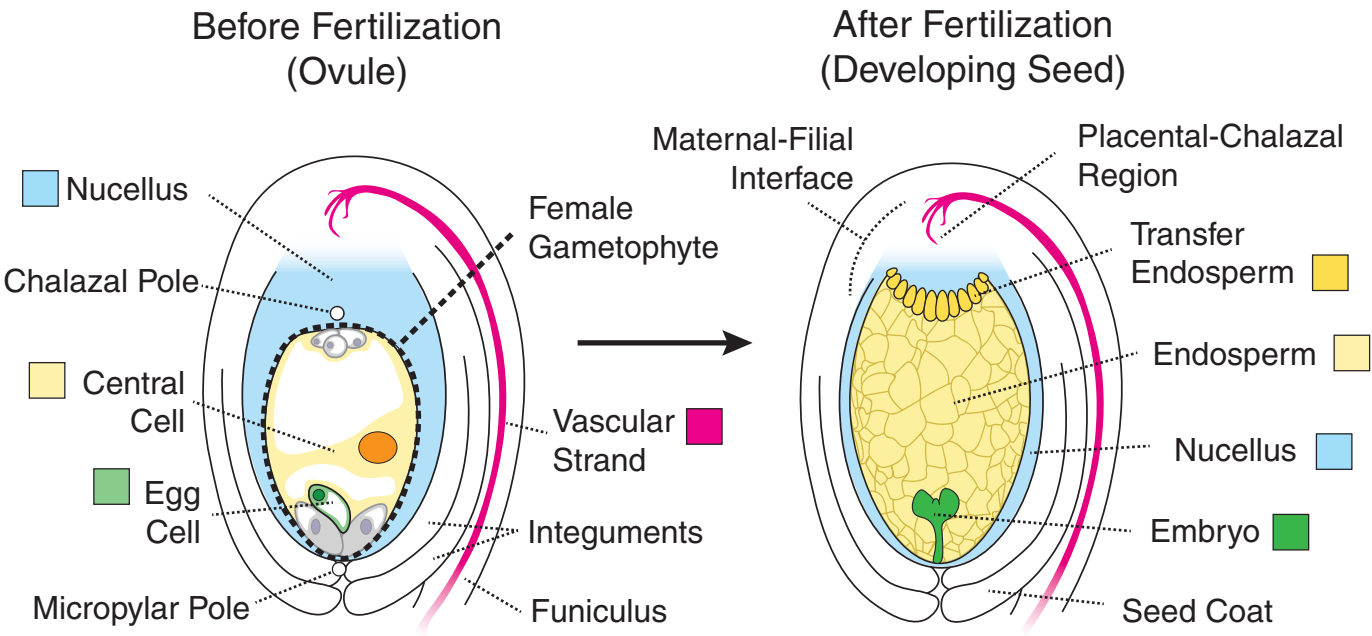 Before Fertilization
(Ovule)
Nucellus
Chalazal Pole
Central
Cell
Egg
Cell
Micropylar Pole
Female
Gametophyte
Vascular
Strand
Integuments
Funiculus
After Fertilization
(Developing Seed)
Maternal-Filial
Interface
Placental-Chalazal
Region
Transfer
Endosperm
Endosperm
Nucellus
Embryo
Seed Coat